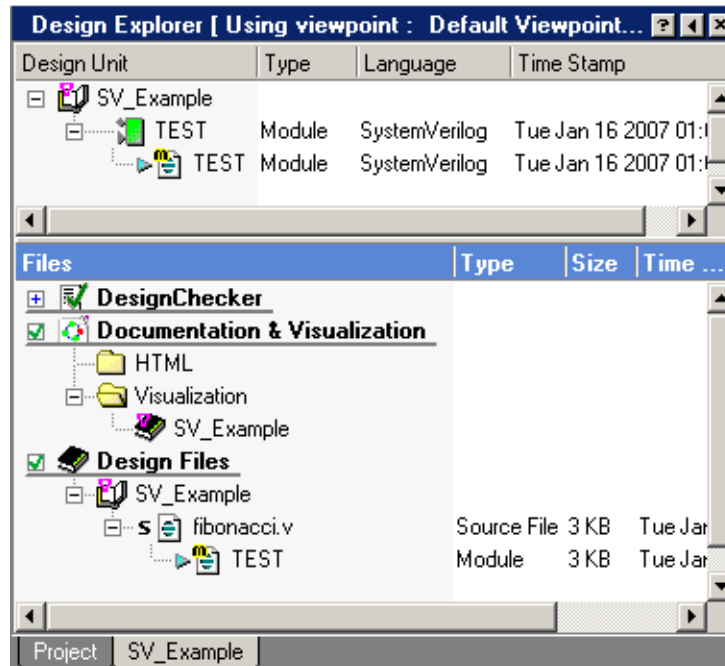 Design Explorer [ Using viewpoint : Default Viewpoint...
Design Unit Type Language Time Stamp
SV_Example
TEST Module SystemVerilog Tue Jan 16 2007 01:
TEST Module SystemVerilog Tue Jan 16 2007 01:
Files Type Size Time ...
DesignChecker
Documentation & Visualization
HTML
Visualization
SV_Example
Design Files
SV_Example
S fibonacci.v Source File 3 KB Tue Jar
TEST Module 3 KB Tue Jar
Project SV_Example